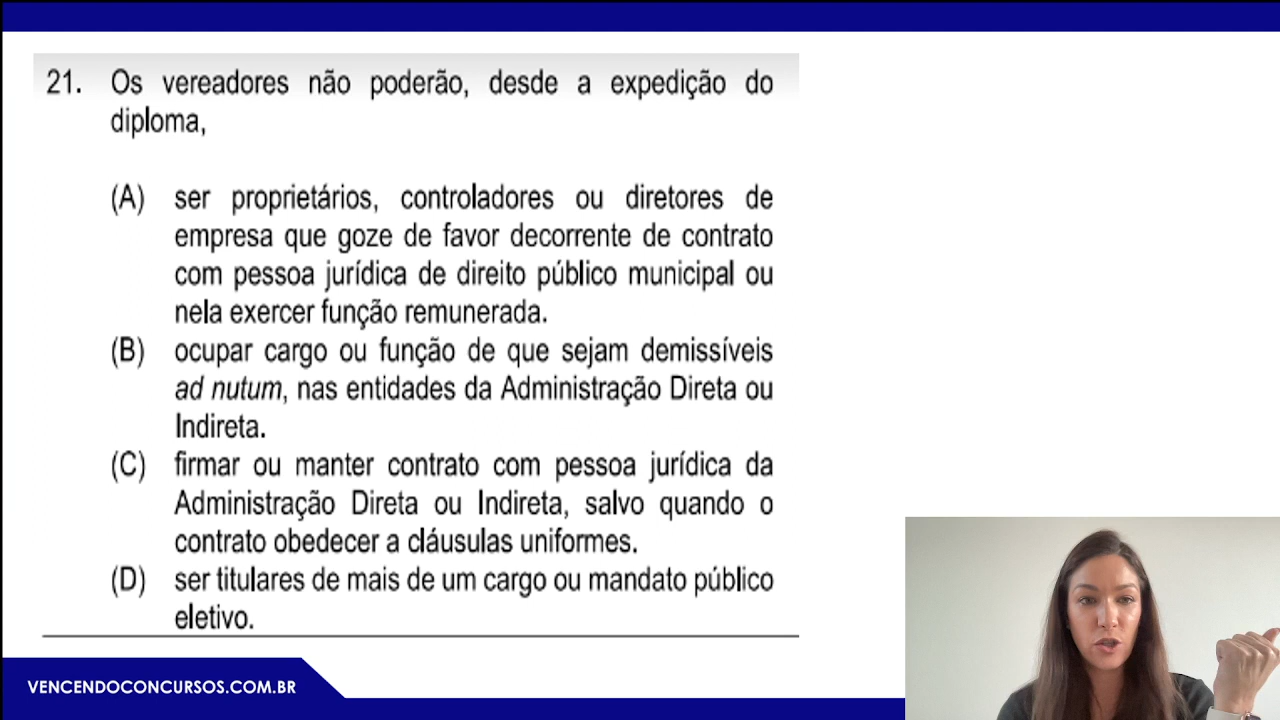 21. Os vereadores não poderão, desde a expedição do
diploma,
(A) ser proprietários, controladores ou diretores de
empresa que goze de favor decorrente de contrato
com pessoa jurídica de direito público municipal ou
nela exercer função remunerada.
(B) ocupar cargo ou função de que sejam demissíveis
ad nutum, nas entidades da Administração Direta ou
Indireta.
(C) firmar ou manter contrato com pessoa jurídica da
Administração Direta ou Indireta, salvo quando o
contrato obedecer a cláusulas uniformes.
(D) ser titulares de mais de um cargo ou mandato público
eletivo.
VENCENDOCONCURSOS.COM.BR